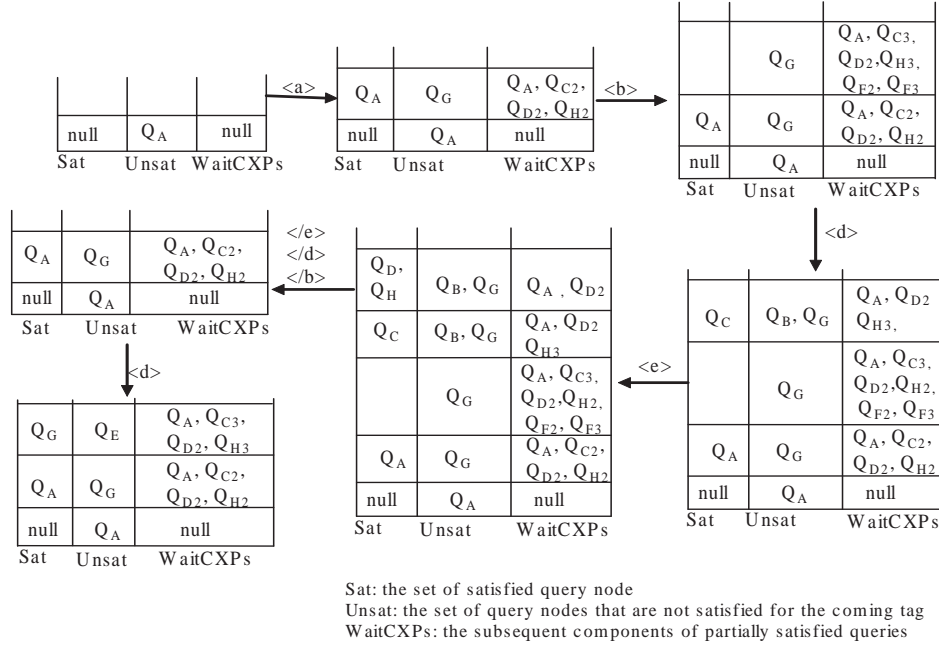 <a>
null Q_A null
Sat Unsat WaitCXPs
Q_A Q_G Q_A, Q_C2,
Q_D2, Q_H2
null Q_A null
Sat Unsat WaitCXPs
<b>
Q_G Q_A, Q_C3,
Q_D2,Q_H3,
Q_F2, Q_F3
Q_A Q_G Q_A, Q_C2,
Q_D2, Q_H2
null Q_A null
Sat Unsat WaitCXPs
<d>
Q_C Q_B, Q_G Q_A, Q_D2
Q_H3,
Q_G Q_A, Q_C3,
Q_D2,Q_H2,
Q_F2, Q_F3
Q_A Q_G Q_A, Q_C2,
Q_D2, Q_H2
null Q_A null
Sat Unsat WaitCXPs
<e>
Q_D,
Q_H Q_B, Q_G Q_A , Q_D2
Q_C Q_B, Q_G Q_A, Q_D2
Q_H3
Q_G Q_A, Q_C3,
Q_D2,Q_H2,
Q_F2, Q_F3
Q_A Q_G Q_A, Q_C2,
Q_D2, Q_H2
null Q_A null
Sat Unsat WaitCXPs
</e>
</d>
</b>
Q_A Q_G Q_A, Q_C2,
Q_D2, Q_H2
null Q_A null
Sat Unsat WaitCXPs
<d>
Q_G Q_E Q_A, Q_C3,
Q_D2, Q_H3
Q_A Q_G Q_A, Q_C2,
Q_D2, Q_H2
null Q_A null
Sat Unsat WaitCXPs
Sat: the set of satisfied query node
Unsat: the set of query nodes that are not satisfied for the coming tag
WaitCXPs: the subsequent components of partially satisfied queries